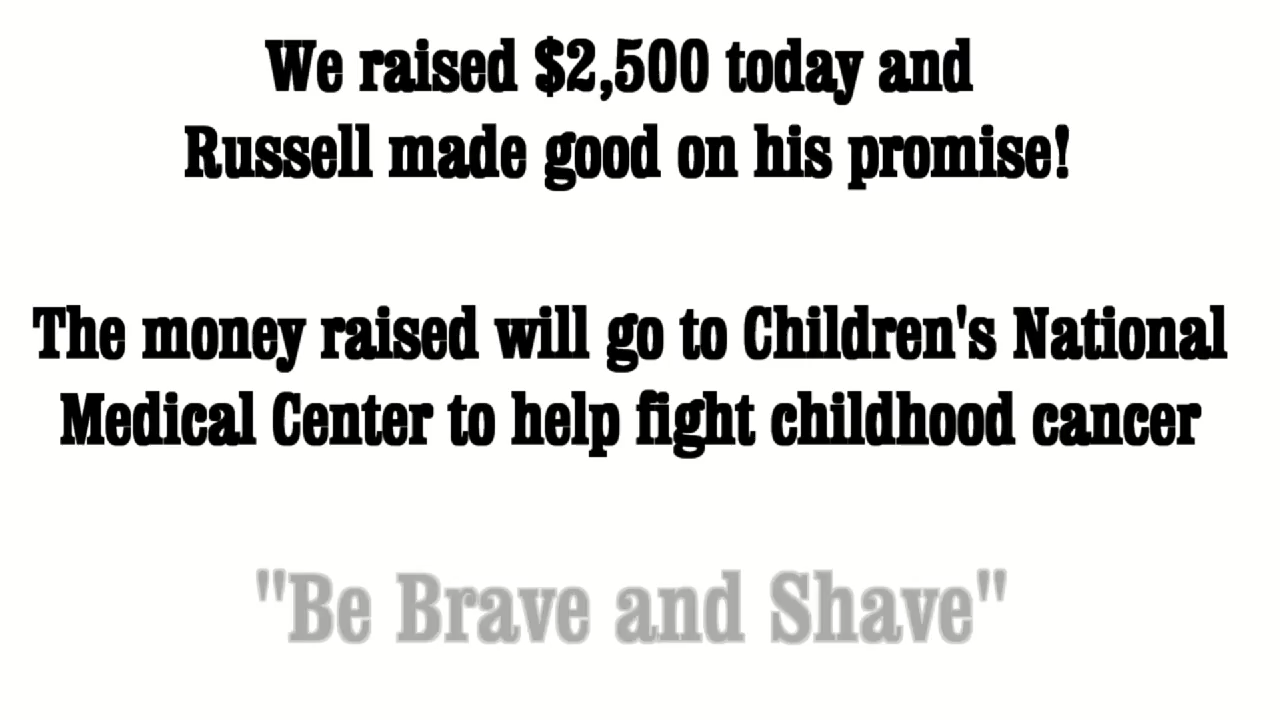 We raised $2,500 today and
Russell made good on his promise!
The money raised will go to Children's National
Medical Center to help fight childhood cancer
"Be Brave and Shave"